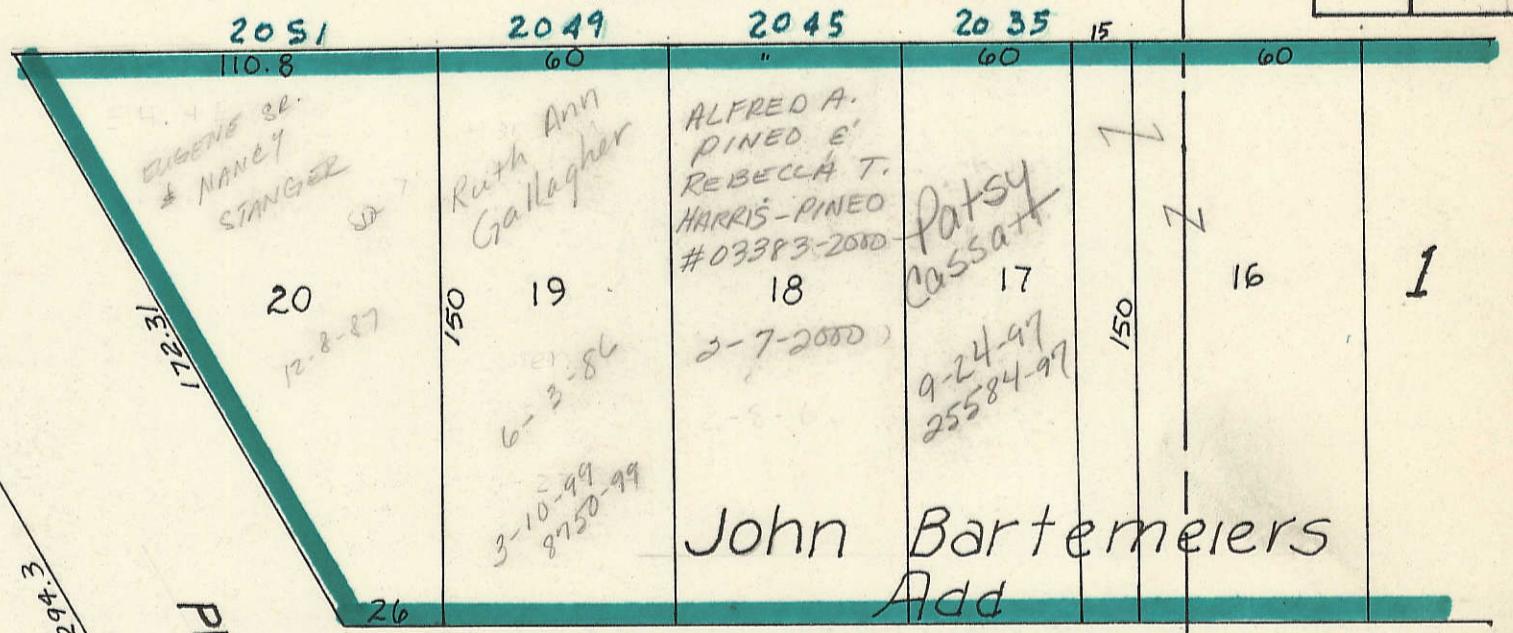 2051 2049 2045 2035 15
110.8 60 " 60 60
EUGENE SR.
& NANCY
STANGER
20
12-8-87
172.31
150
Ruth Ann
Gallagher
19
6-3-86
3-10-99
8750-99
ALFRED A.
PINEO &
REBECCA T.
HARRIS-PINEO
#03383-2000
18
2-7-2000
Patsy
Cassatt
17
9-24-97
25584-97
150
Z
Z
16
1
John Bartemeiers
Add
26
294.3
Pl